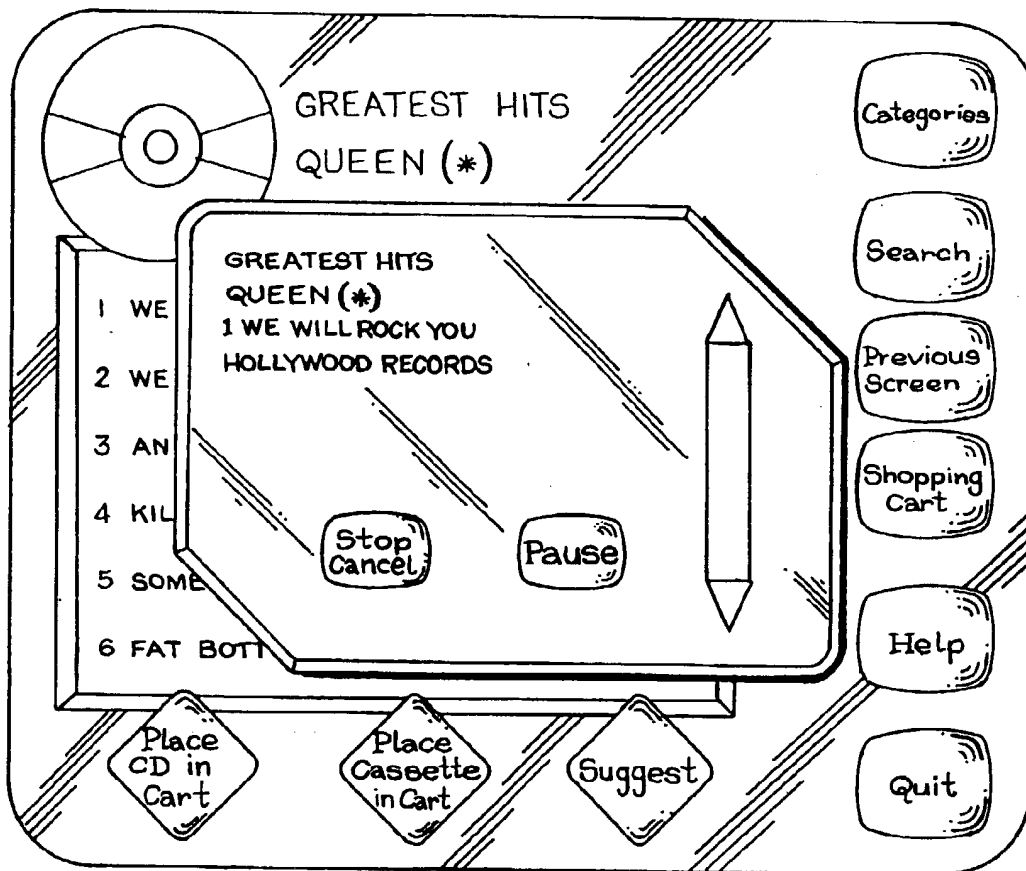 GREATEST HITS
QUEEN (*)
GREATEST HITS
QUEEN (*)
1 WE WILL ROCK YOU
HOLLYWOOD RECORDS
Stop
Cancel
Pause
1 WE
2 WE
3 AN
4 KIL
5 SOME
6 FAT BOTT
Place
CD in
Cart
Place
Cassette
in Cart
Suggest
Categories
Search
Previous
Screen
Shopping
Cart
Help
Quit